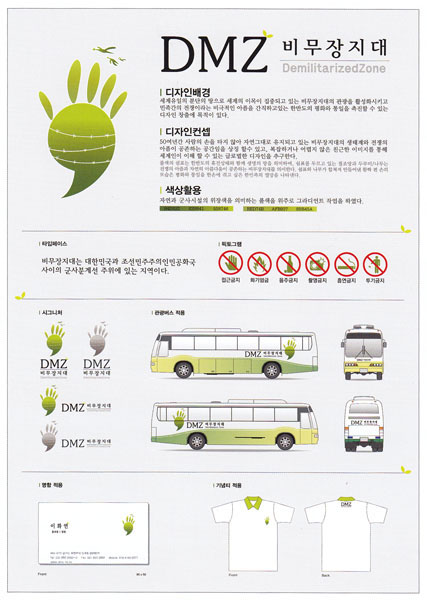 DMZ 비무장지대
DemilitarizedZone
디자인배경
세계유일의 분단의 땅으로 세계의 이목이 집중되고 있는 비무장지대의 관광을 활성화시키고
민족간의 전쟁이라는 비극적인 아픔을 간직하고있는 한반도의 평화와 통일을 촉진할 수 있는
디자인 창출에 목적이 있다.
디자인컨셉
50여년간 사람의 손을 타지 않아 자연그대로 유지되고 있는 비무장지대의 생태계와 전쟁의
아픔이 공존하는 공간임을 상징 할수 있고, 복잡하거나 어렵지 않은 친근한 이미지를 통해
세계인이 이해 할 수 있는 글로벌한 디자인을 추구한다.
색상활용
자연과 군사시설의 위장색을 의미하는 풀색을 위주로 그라디언트 작업을 하였다.
타입페이스
비무장지대는 대한민국과 조선민주주의인민공화국
사이의 군사분계선 주위에 있는 지역이다.
픽토그램
접근금지 화기엄금 음주금지 촬영금지 흡연금지 투기금지
시그니처
DMZ
비무장지대
DMZ
비무장지대
DMZ 비무장지대
DMZ 비무장지대
관광버스 적용
DMZ 비무장지대
DMZ 비무장지대
명함 적용
이화연
Front
기념티 적용
DMZ
Front
Back